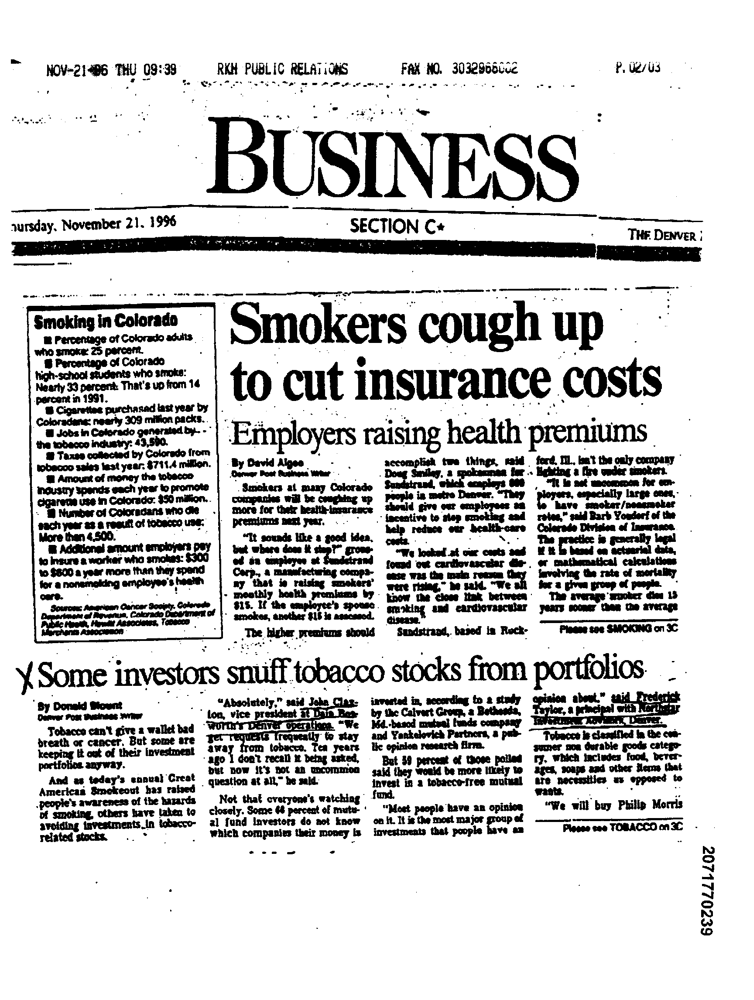 NOV-21-96 THU 09:39 RKH PUBLIC RELATIONS FAX NO. P. 02/03
BUSINESS
ursday, November 21, 1996 SECTION C* THE DENVER
Smoking in Colorado
■ Percentage of Colorado adults
who smoke: 25 percent.
■ Percentage of Colorado
high-school students who smoke:
Nearly 33 percent. That's up from 14
percent in 1991.
■ Cigarettes purchased last year by
Coloradans: nearly 309 million packs.
■ Jobs in Colorado generated by
the tobacco industry: 43,590.
■ Taxes collected by Colorado from
tobacco sales last year: $711.4 million.
■ Amount of money the tobacco
industry spends each year to promote
cigarette use in Colorado: $50 million.
■ Number of Coloradans who die
each year as a result of tobacco use:
More than 4,500.
■ Additional amount employers pay
to insure a worker who smokes: $300
to $600 a year more than they spend
for a nonsmoking employee's health
care.
Sources: American Cancer Society, Colorado
Department of Revenue, Colorado Department of
Public Health, Hewitt Associates, Tobacco
Merchants Association
Smokers cough up
to cut insurance costs
Employers raising health premiums
By David Algeo
Denver Post Business Writer
Smokers at many Colorado
companies will be coughing up
more for their health-insurance
premiums next year.
"It sounds like a good idea,
but where does it stop?" grous-
ed an employee at Sundstrand
Corp., a manufacturing compa-
ny that is raising smokers'
monthly health premiums by
$15. If the employee's spouse
smokes, another $15 is assessed.
The higher premiums should
accomplish two things, said
Doug Smiley, a spokesman for
Sundstrand, which employs 600
people in metro Denver. "They
should give our employees an
incentive to stop smoking and
help reduce our health-care
costs.
"We looked at our costs and
found out cardiovascular dis-
ease was the main reason they
were rising," he said. "We all
know the close link between
smoking and cardiovascular
disease.
Sundstrand, based in Rock-
ford, Ill., isn't the only company
lighting a fire under smokers.
"It is not uncommon for em-
ployers, especially large ones,
to have smoker/nonsmoker
rates," said Barb Yondorf of the
Colorado Division of Insurance.
The practice is generally legal
if it is based on actuarial data,
or mathematical calculations
involving the rate of mortality
for a given group of people.
The average smoker dies 15
years sooner than the average
Please see SMOKING on 3C
Some investors snuff tobacco stocks from portfolios
By Donald Blount
Denver Post Business Writer
Tobacco can't give a wallet bad
breath or cancer. But some are
keeping it out of their investment
portfolios anyway.
And as today's annual Great
American Smokeout has raised
people's awareness of the hazards
of smoking, others have taken to
avoiding investments in tobacco-
related stocks.
"Absolutely," said John Clax-
ton, vice president at Dain Bos-
worth's Denver operations. "We
get requests frequently to stay
away from tobacco. Ten years
ago I don't recall it being asked,
but now it's not an uncommon
question at all," he said.
Not that everyone's watching
closely. Some 48 percent of mutu-
al fund investors do not know
which companies their money is
invested in, according to a study
by the Calvert Group, a Bethesda,
Md.-based mutual funds company
and Yankelovich Partners, a pub-
lic opinion research firm.
But 59 percent of those polled
said they would be more likely to
invest in a tobacco-free mutual
fund.
"Most people have an opinion
on it. It is the most major group of
investments that people have an
opinion about," said Frederick
Taylor, a principal with Northstar
Investment Advisors, Denver.
Tobacco is classified in the con-
sumer non durable goods catego-
ry, which includes food, bever-
ages, soaps and other items that
are necessities as opposed to
wants.
"We will buy Philip Morris
Please see TOBACCO on 3C
2071770239